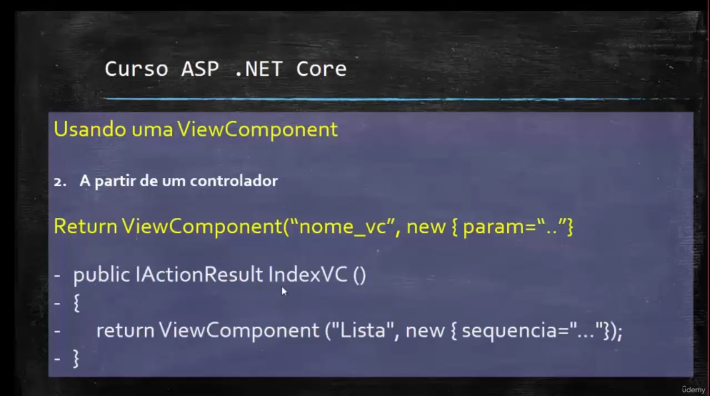 Curso ASP .NET Core
Usando uma ViewComponent
2. A partir de um controlador
Return ViewComponent(“nome_vc”, new { param=“..”}
- public IActionResult IndexVC ()
- {
- return ViewComponent ("Lista", new { sequencia="..."});
- }
ûdemy